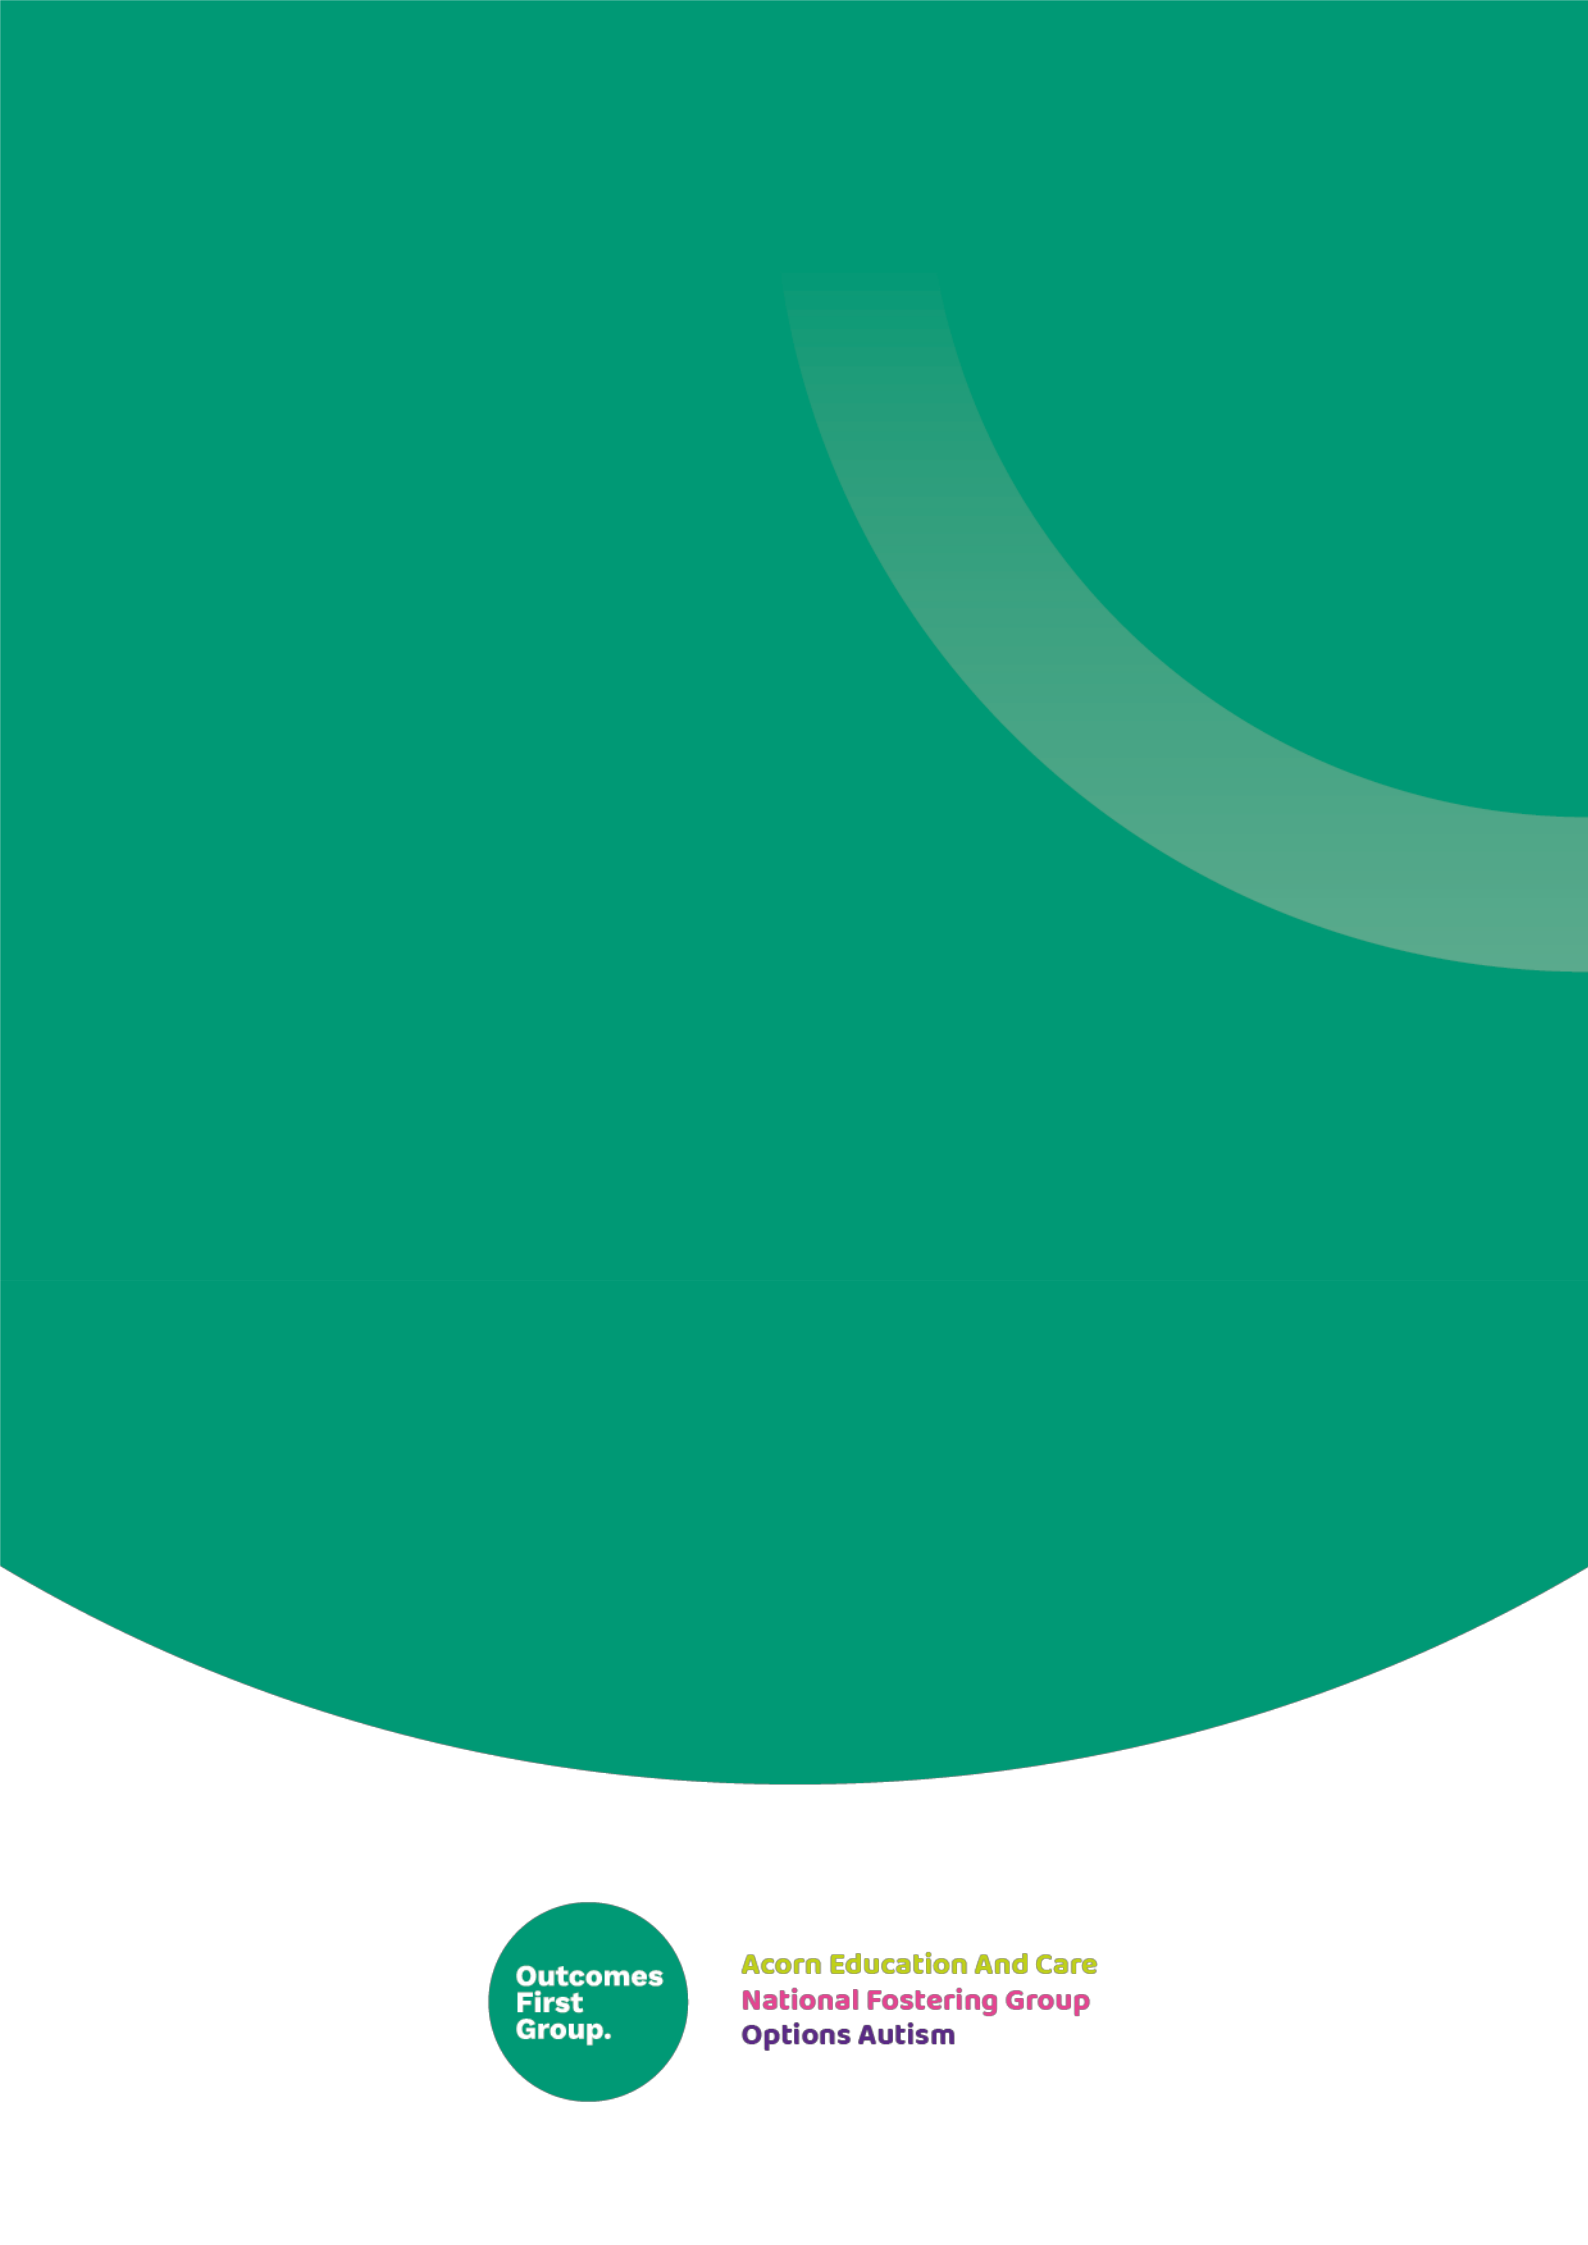 Outcomes
First
Group.
Acorn Education And Care
National Fostering Group
Options Autism